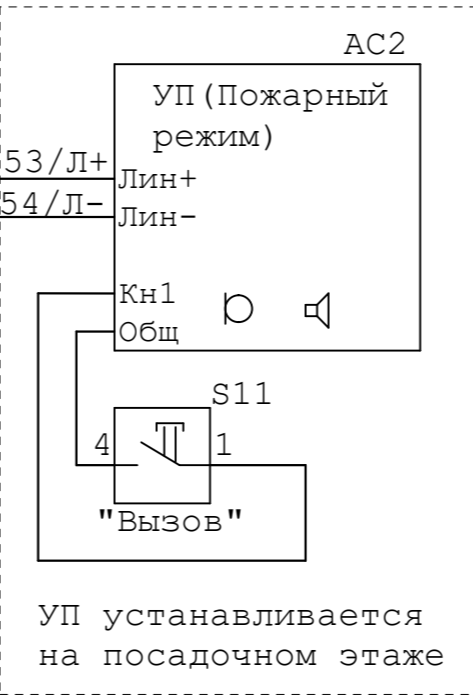 АС2
УП(Пожарный
режим)
53/Л+
Лин+
54/Л-
Лин-
Кн1
Общ
S11
4 1
"Вызов"
УП устанавливается
на посадочном этаже